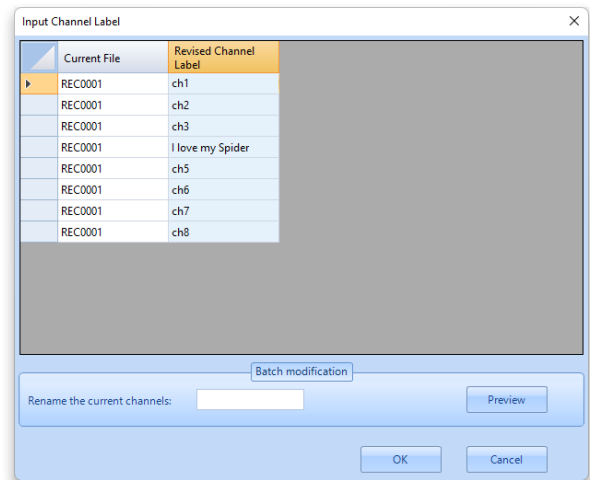 Input Channel Label
Current File Revised Channel
Label
REC0001 ch1
REC0001 ch2
REC0001 ch3
REC0001 I love my Spider
REC0001 ch5
REC0001 ch6
REC0001 ch7
REC0001 ch8
Batch modification
Rename the current channels: Preview
OK Cancel